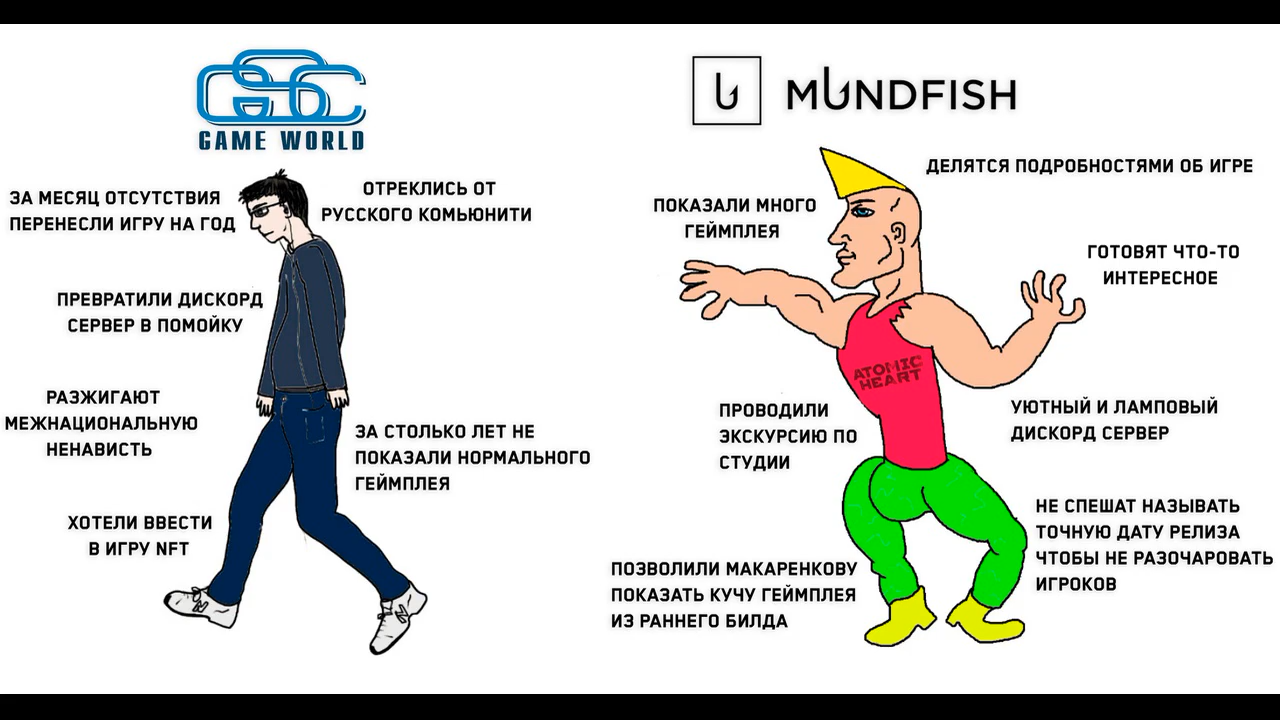 GSC
GAME WORLD
ЗА МЕСЯЦ ОТСУТСТВИЯ
ПЕРЕНЕСЛИ ИГРУ НА ГОД
ОТРЕКЛИСЬ ОТ
РУССКОГО КОМЬЮНИТИ
ПРЕВРАТИЛИ ДИСКОРД
СЕРВЕР В ПОМОЙКУ
РАЗЖИГАЮТ
МЕЖНАЦИОНАЛЬНУЮ
НЕНАВИСТЬ
ЗА СТОЛЬКО ЛЕТ НЕ
ПОКАЗАЛИ НОРМАЛЬНОГО
ГЕЙМПЛЕЯ
ХОТЕЛИ ВВЕСТИ
В ИГРУ NFT
MUNDFISH
ДЕЛЯТСЯ ПОДРОБНОСТЯМИ ОБ ИГРЕ
ПОКАЗАЛИ МНОГО
ГЕЙМПЛЕЯ
ГОТОВЯТ ЧТО-ТО
ИНТЕРЕСНОЕ
ATOMIC
HEART
ПРОВОДИЛИ
ЭКСКУРСИЮ ПО
СТУДИИ
УЮТНЫЙ И ЛАМПОВЫЙ
ДИСКОРД СЕРВЕР
НЕ СПЕШАТ НАЗЫВАТЬ
ТОЧНУЮ ДАТУ РЕЛИЗА
ЧТОБЫ НЕ РАЗОЧАРОВАТЬ
ИГРОКОВ
ПОЗВОЛИЛИ МАКАРЕНКОВУ
ПОКАЗАТЬ КУЧУ ГЕЙМПЛЕЯ
ИЗ РАННЕГО БИЛДА